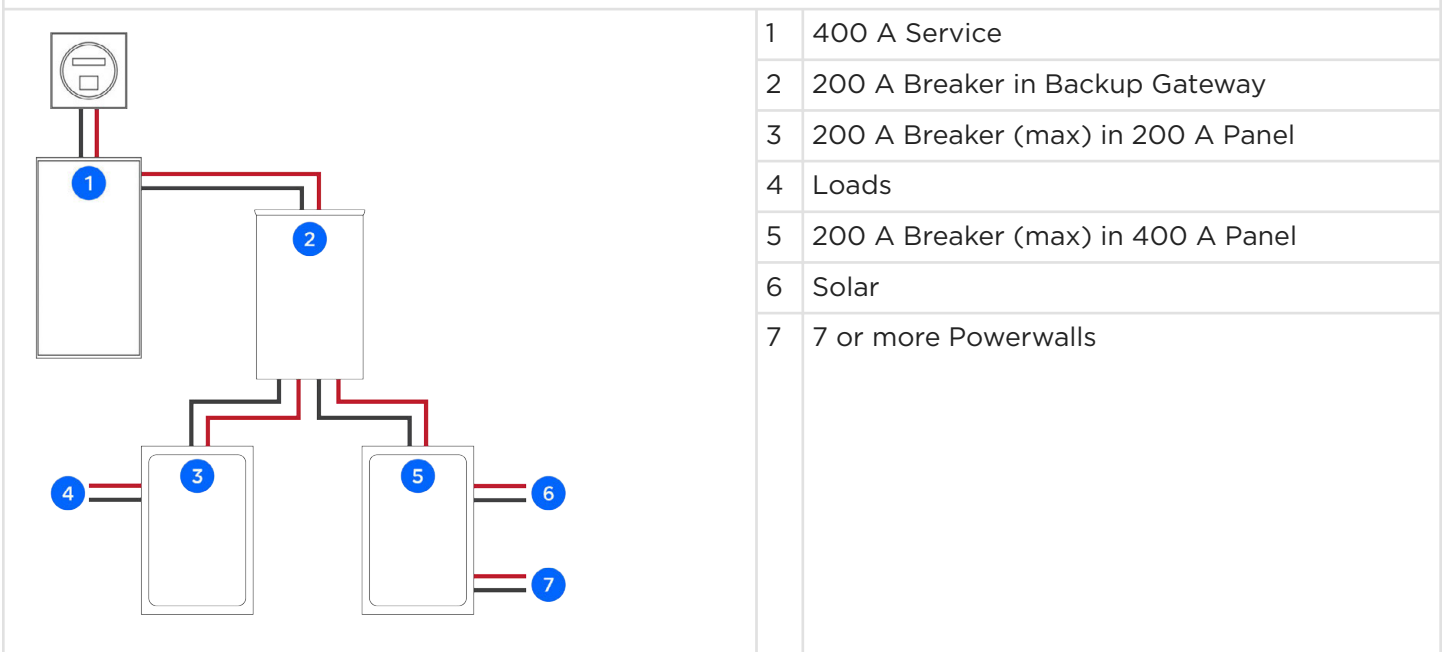 1 400 A Service
2 200 A Breaker in Backup Gateway
3 200 A Breaker (max) in 200 A Panel
4 Loads
5 200 A Breaker (max) in 400 A Panel
6 Solar
7 7 or more Powerwalls
1
2
3
5
4
6
7